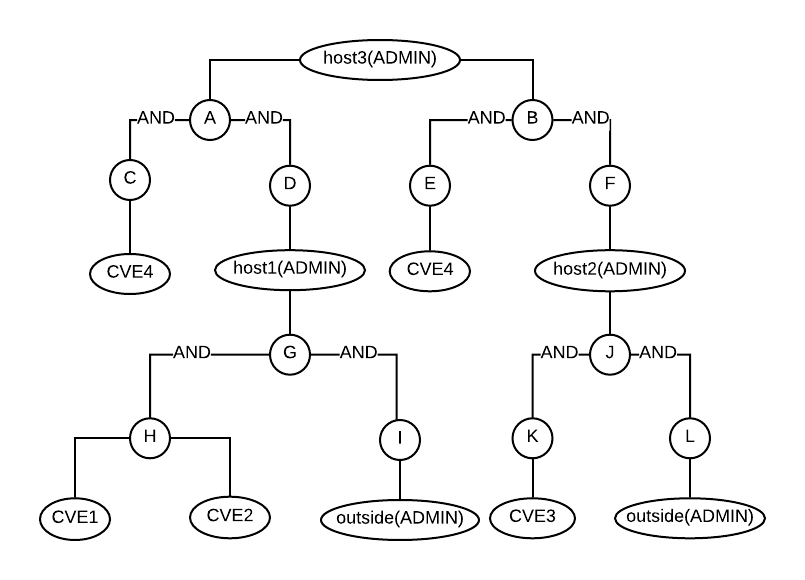 host3(ADMIN)
AND A AND
AND B AND
C
D
E
F
CVE4
host1(ADMIN)
CVE4
host2(ADMIN)
AND G AND
AND J AND
H
I
K
L
CVE1
CVE2
outside(ADMIN)
CVE3
outside(ADMIN)